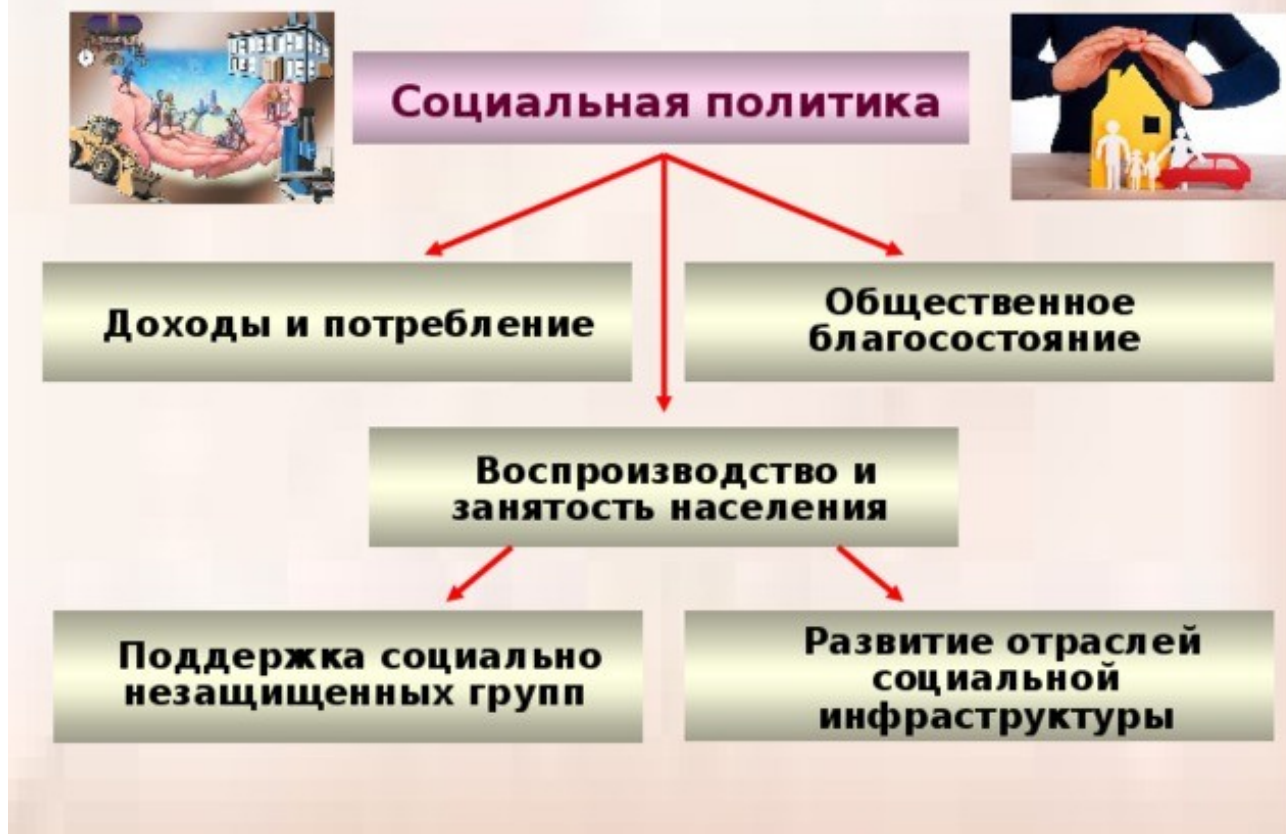 Социальная политика
Доходы и потребление
Общественное
благосостояние
Воспроизводство и
занятость населения
Поддержка социально
незащищенных групп
Развитие отраслей
социальной
инфраструктуры